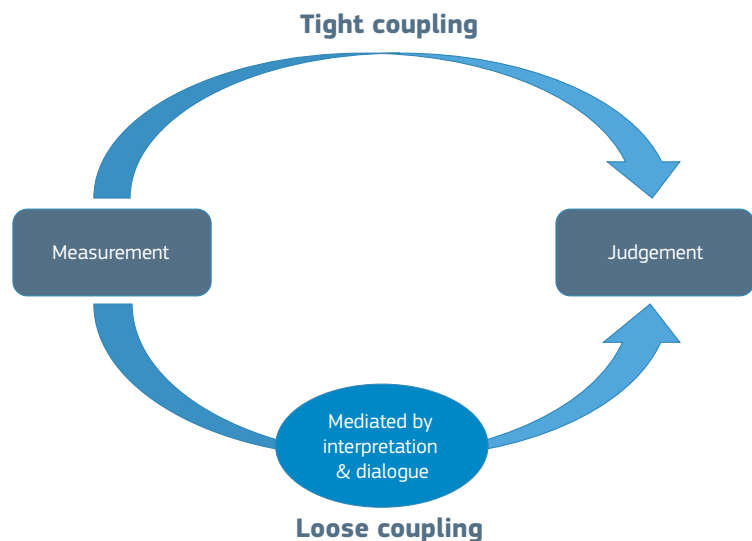 Tight coupling
Measurement
Judgement
Mediated by
interpretation
& dialogue
Loose coupling